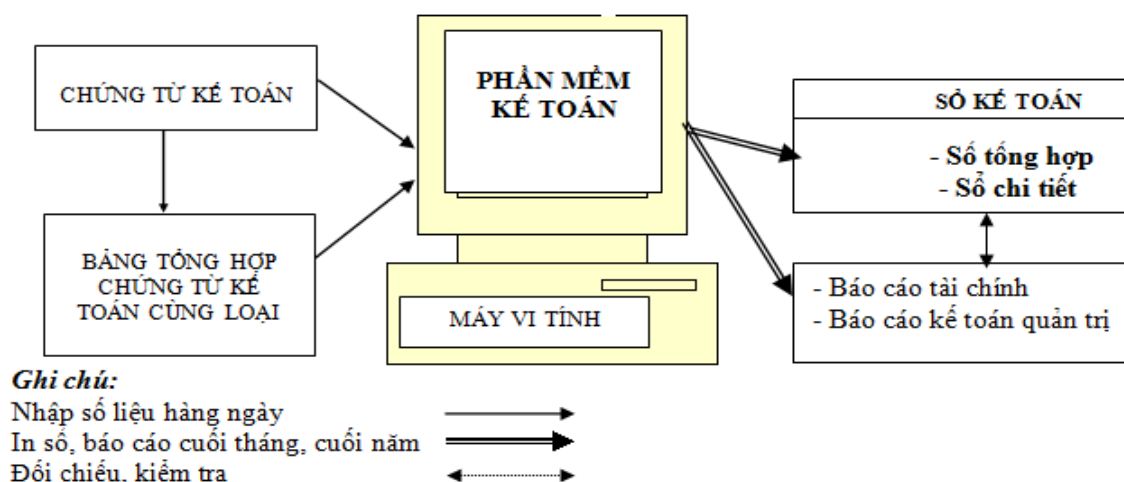 CHỨNG TỪ KẾ TOÁN
BẢNG TỔNG HỢP
CHỨNG TỪ KẾ
TOÁN CÙNG LOẠI
PHẦN MỀM
KẾ TOÁN
MÁY VI TÍNH
SỔ KẾ TOÁN
- Số tổng hợp
- Sổ chi tiết
- Báo cáo tài chính
- Báo cáo kế toán quản trị
Ghi chú:
Nhập số liệu hàng ngày
In số, báo cáo cuối tháng, cuối năm
Đối chiếu, kiểm tra